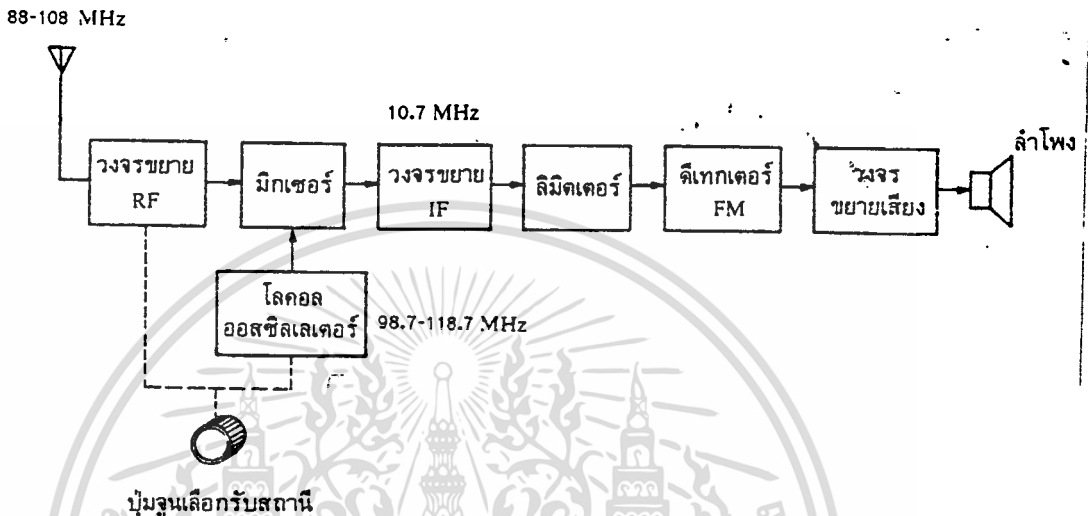 88-108 MHz
10.7 MHz
ลำโพง
วงจรขยาย
RF
มิกเซอร์
วงจรขยาย
IF
ลิมิตเตอร์
ดีเทกเตอร์
FM
วงจร
ขยายเสียง
โลคอล
ออสซิลเลเตอร์
98.7-118.7 MHz
ปุ่มจูนเลือกรับสถานี